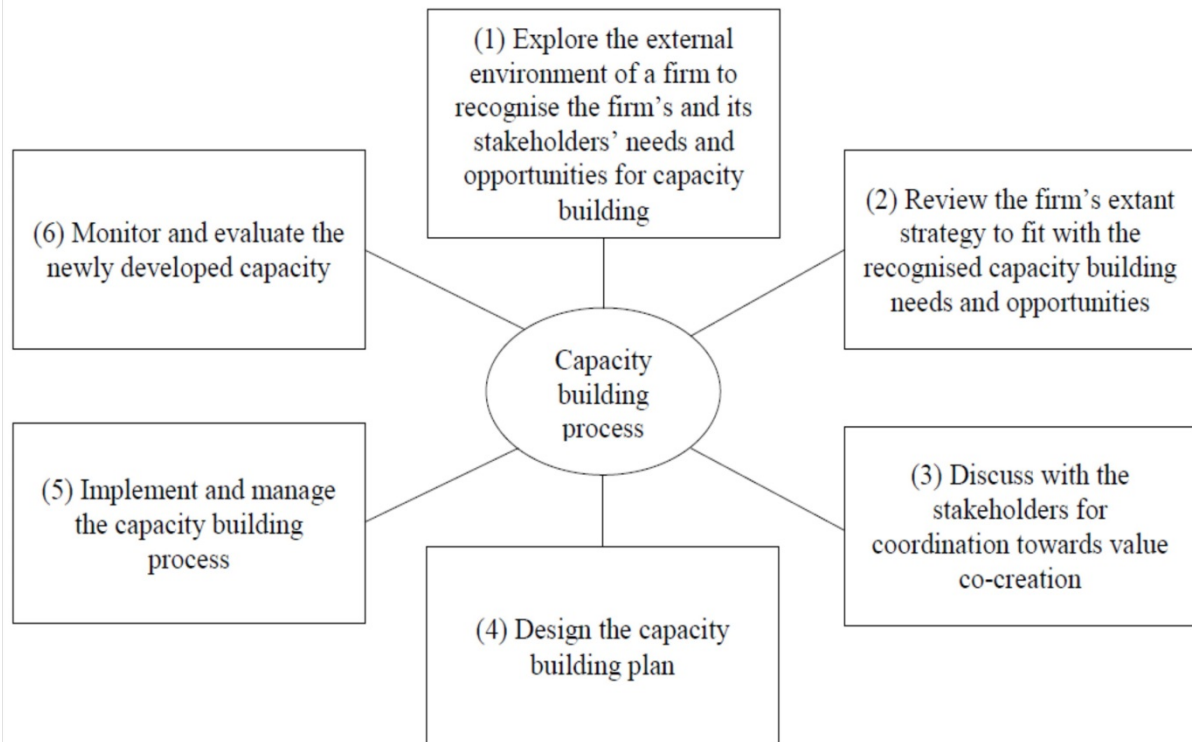 (1) Explore the external
environment of a firm to
recognise the firm's and its
stakeholders' needs and
opportunities for capacity
building
(2) Review the firm's extant
strategy to fit with the
recognised capacity building
needs and opportunities
(3) Discuss with the
stakeholders for
coordination towards value
co-creation
(4) Design the capacity
building plan
(5) Implement and manage
the capacity building
process
(6) Monitor and evaluate the
newly developed capacity
Capacity
building
process